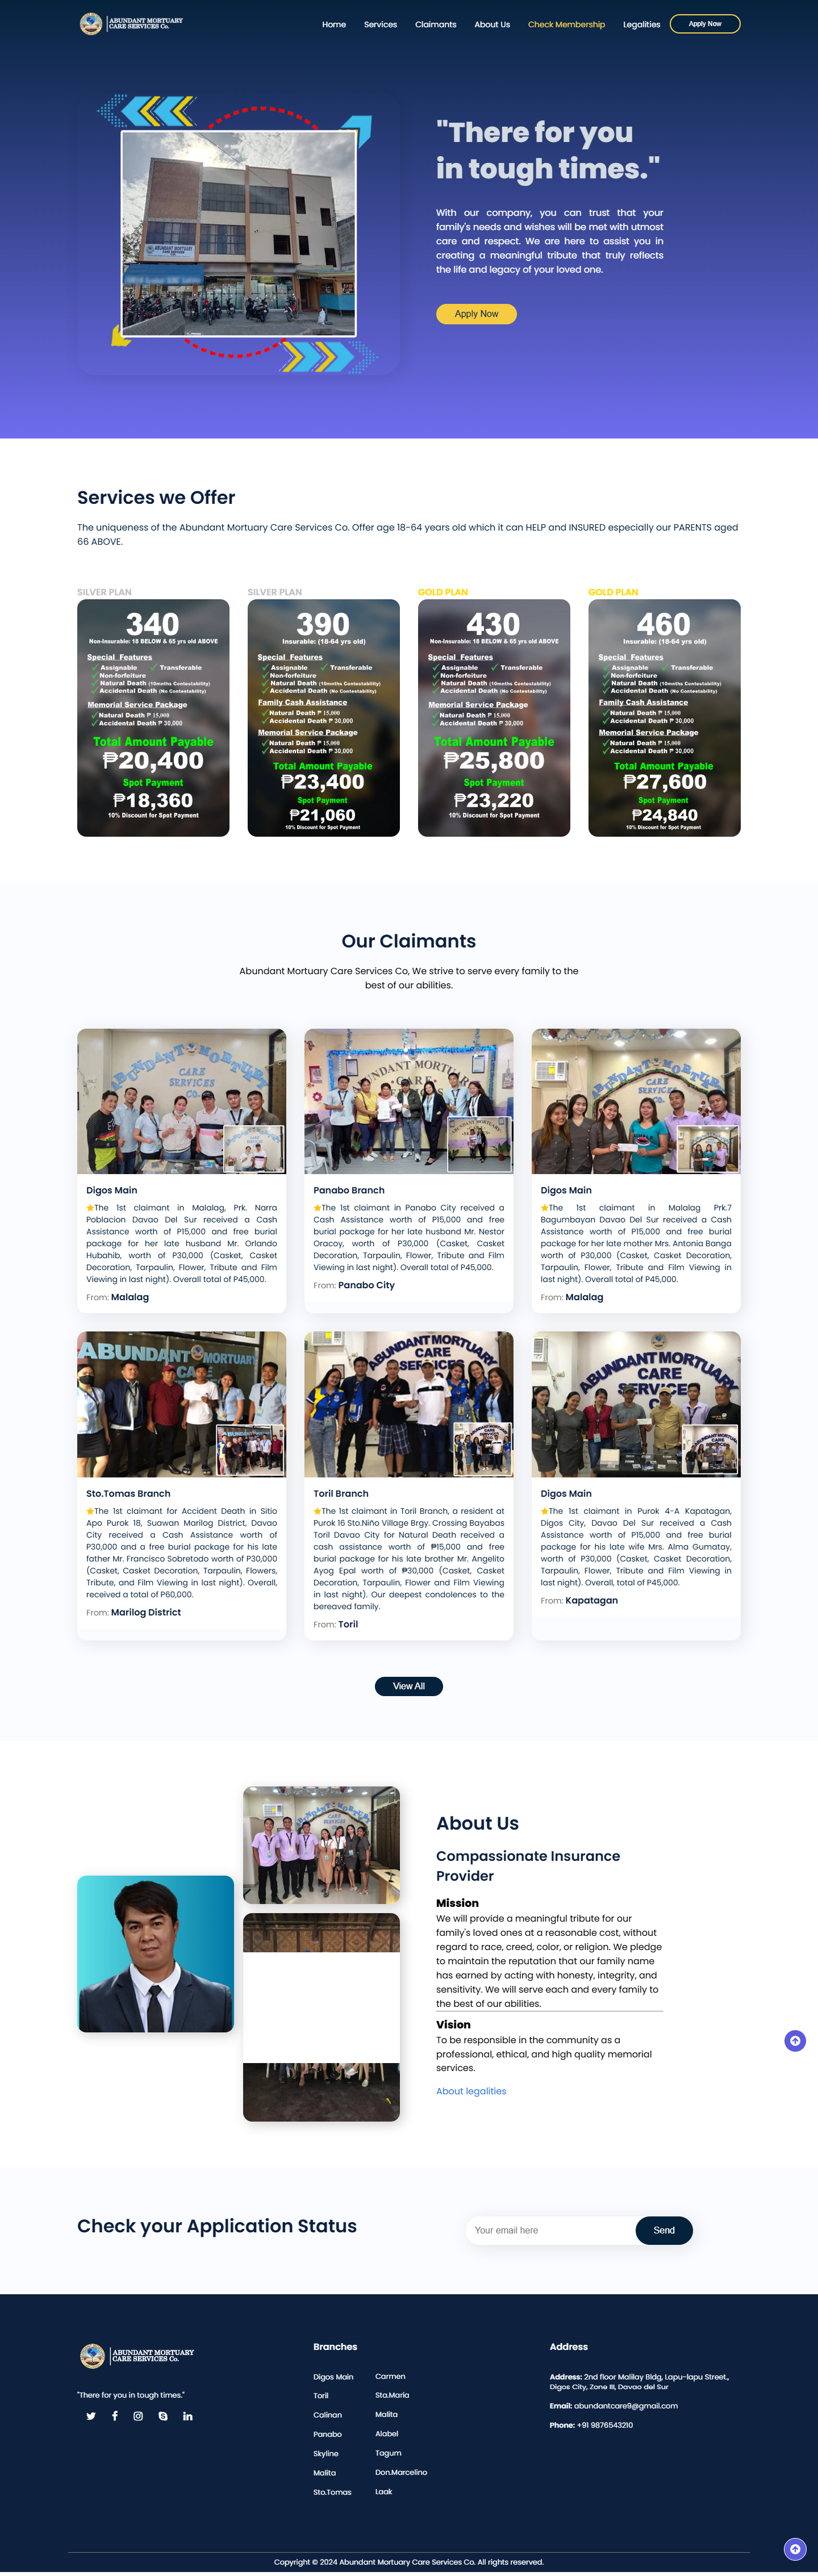 ABUNDANT MORTUARY
CARE SERVICES Co.
Home
Services
Claimants
About Us
Check Membership
Legalities
Apply Now
"There for you
in tough times."
With our company, you can trust that your
family's needs and wishes will be met with utmost
care and respect. We are here to assist you in
creating a meaningful tribute that truly reflects
the life and legacy of your loved one.
Apply Now
ABUNDANT MORTUARY
Services we Offer
The uniqueness of the Abundant Mortuary Care Services Co. Offer age 18-64 years old which it can HELP and INSURED especially our PARENTS aged
66 ABOVE.
SILVER PLAN
340
Non-Insurable: 18 BELOW & 65 yrs old ABOVE
Special Features
Assignable
Transferable
Non-forfeiture
Natural Death (10mnths Contestability)
Accidental Death (No Contestability)
Memorial Service Package
Natural Death ₱ 15,000
Accidental Death ₱ 30,000
Total Amount Payable
₱20,400
Spot Payment
₱18,360
10% Discount for Spot Payment
SILVER PLAN
390
Insurable: (18-64 yrs old)
Special Features
Assignable
Transferable
Non-forfeiture
Natural Death (10mnths Contestability)
Accidental Death (No Contestability)
Family Cash Assistance
Natural Death ₱ 15,000
Accidental Death ₱ 30,000
Memorial Service Package
Natural Death ₱ 15,000
Accidental Death ₱ 30,000
Total Amount Payable
₱23,400
Spot Payment
₱21,060
10% Discount for Spot Payment
GOLD PLAN
430
Non-Insurable: 18 BELOW & 65 yrs old ABOVE
Special Features
Assignable
Transferable
Non-forfeiture
Natural Death (10mnths Contestability)
Accidental Death (No Contestability)
Memorial Service Package
Natural Death ₱ 15,000
Accidental Death ₱ 30,000
Total Amount Payable
₱25,800
Spot Payment
₱23,220
10% Discount for Spot Payment
GOLD PLAN
460
Insurable: (18-64 yrs old)
Special Features
Assignable
Transferable
Non-forfeiture
Natural Death (10mnths Contestability)
Accidental Death (No Contestability)
Family Cash Assistance
Natural Death ₱ 15,000
Accidental Death ₱ 30,000
Memorial Service Package
Natural Death ₱ 15,000
Accidental Death ₱ 30,000
Total Amount Payable
₱27,600
Spot Payment
₱24,840
10% Discount for Spot Payment
Our Claimants
Abundant Mortuary Care Services Co, We strive to serve every family to the
best of our abilities.
ABUNDANT MORTUARY
CARE
SERVICES
CO.
Digos Main
The 1st claimant in Malalag, Prk. Narra
Poblacion Davao Del Sur received a Cash
Assistance worth of P15,000 and free burial
package for her late husband Mr. Orlando
Hubahib, worth of P30,000 (Casket, Casket
Decoration, Tarpaulin, Flower, Tribute and Film
Viewing in last night). Overall total of P45,000.
From: Malalag
Panabo Branch
The 1st claimant in Panabo City received a
Cash Assistance worth of P15,000 and free
burial package for her late husband Mr. Nestor
Oracoy, worth of P30,000 (Casket, Casket
Decoration, Tarpaulin, Flower, Tribute and Film
Viewing in last night). Overall total of P45,000.
From: Panabo City
Digos Main
The 1st claimant in Malalag Prk.7
Bagumbayan Davao Del Sur received a Cash
Assistance worth of P15,000 and free burial
package for her late mother Mrs. Antonia Banga
worth of P30,000 (Casket, Casket Decoration,
Tarpaulin, Flower, Tribute and Film Viewing in
last night). Overall total of P45,000.
From: Malalag
Sto.Tomas Branch
The 1st claimant for Accident Death in Sitio
Apo Purok 18, Suawan Marilog District, Davao
City received a Cash Assistance worth of
P30,000 and a free burial package for his late
father Mr. Francisco Sobretodo worth of P30,000
(Casket, Casket Decoration, Tarpaulin, Flowers,
Tribute, and Film Viewing in last night). Overall,
received a total of P60,000.
From: Marilog District
Toril Branch
The 1st claimant in Toril Branch, a resident at
Purok 16 Sto.Niño Village Brgy. Crossing Bayabas
Toril Davao City for Natural Death received a
cash assistance worth of ₱15,000 and free
burial package for his late brother Mr. Angelito
Ayog Epal worth of ₱30,000 (Casket, Casket
Decoration, Tarpaulin, Flower and Film Viewing
in last night). Our deepest condolences to the
bereaved family.
From: Toril
Digos Main
The 1st claimant in Purok 4-A Kapatagan,
Digos City, Davao Del Sur received a Cash
Assistance worth of P15,000 and free burial
package for his late wife Mrs. Alma Gumatay,
worth of P30,000 (Casket, Casket Decoration,
Tarpaulin, Flower, Tribute and Film Viewing in
last night). Overall, total of P45,000.
From: Kapatagan
View All
About Us
Compassionate Insurance
Provider
Mission
We will provide a meaningful tribute for our
family's loved ones at a reasonable cost, without
regard to race, creed, color, or religion. We pledge
to maintain the reputation that our family name
has earned by acting with honesty, integrity, and
sensitivity. We will serve each and every family to
the best of our abilities.
Vision
To be responsible in the community as a
professional, ethical, and high quality memorial
services.
About legalities
Check your Application Status
Your email here
Send
ABUNDANT MORTUARY
CARE SERVICES Co.
"There for you in tough times."
Branches
Digos Main
Toril
Calinan
Panabo
Skyline
Malita
Sto.Tomas
Carmen
Sta.Maria
Malita
Alabel
Tagum
Don.Marcelino
Laak
Address
Address: 2nd floor Malilay Bldg, Lapu-lapu Street.,
Digos City, Zone III, Davao del Sur
Email: abundantcare9@gmail.com
Phone: +91 9876543210
Copyright © 2024 Abundant Mortuary Care Services Co. All rights reserved.